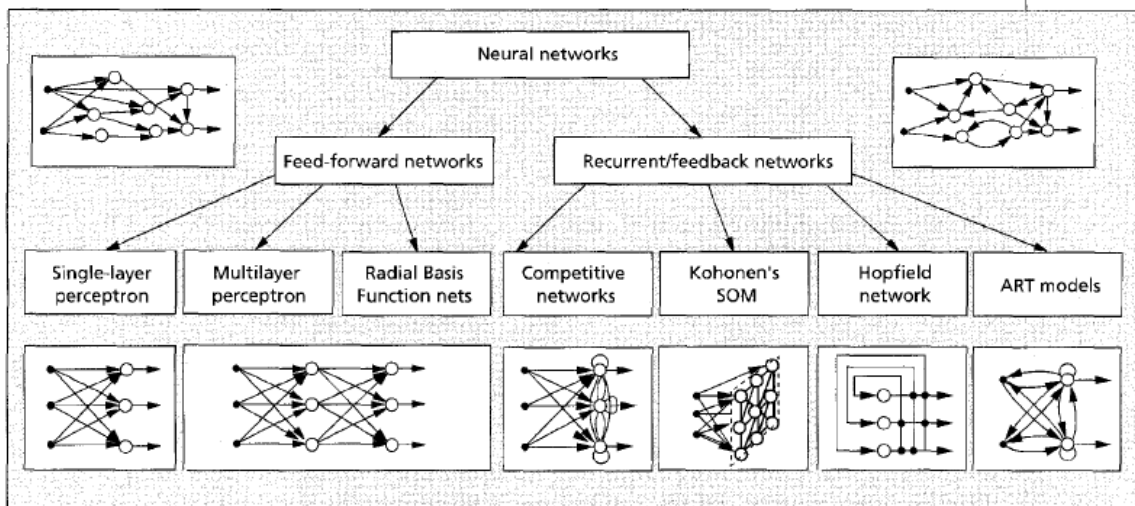 Neural networks
Feed-forward networks
Recurrent/feedback networks
Single-layer
perceptron
Multilayer
perceptron
Radial Basis
Function nets
Competitive
networks
Kohonen's
SOM
Hopfield
network
ART models